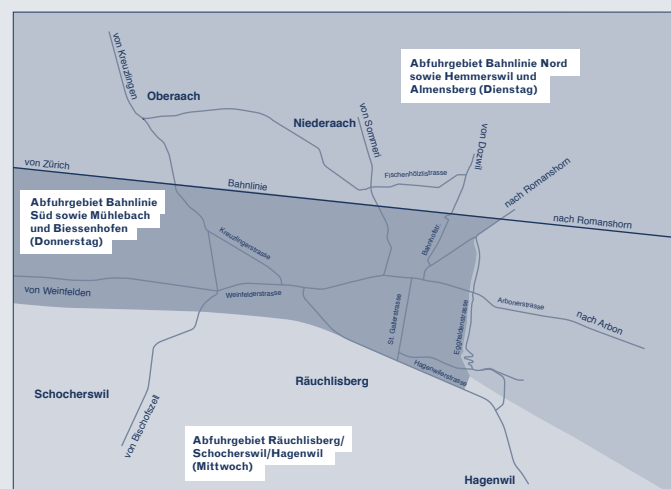 von Kreuzlingen
Oberaach
Niederaach
von Sommeri
von Dozwil
Abfuhrgebiet Bahnlinie Nord
sowie Hemmerswil und
Almensberg (Dienstag)
von Zürich
Bahnlinie
Fischenhölzlistrasse
nach Romanshorn
nach Romanshorn
Abfuhrgebiet Bahnlinie
Süd sowie Mühlebach
und Biessenhofen
(Donnerstag)
Kreuzlingerstrasse
Bahnhofstr.
von Weinfelden
Weinfelderstrasse
St. Gallerstrasse
Egghaldenstrasse
Arbonerstrasse
nach Arbon
Hagenwilerstrasse
Schocherswil
Räuchlisberg
von Bischofszell
Abfuhrgebiet Räuchlisberg/
Schocherswil/Hagenwil
(Mittwoch)
Hagenwil